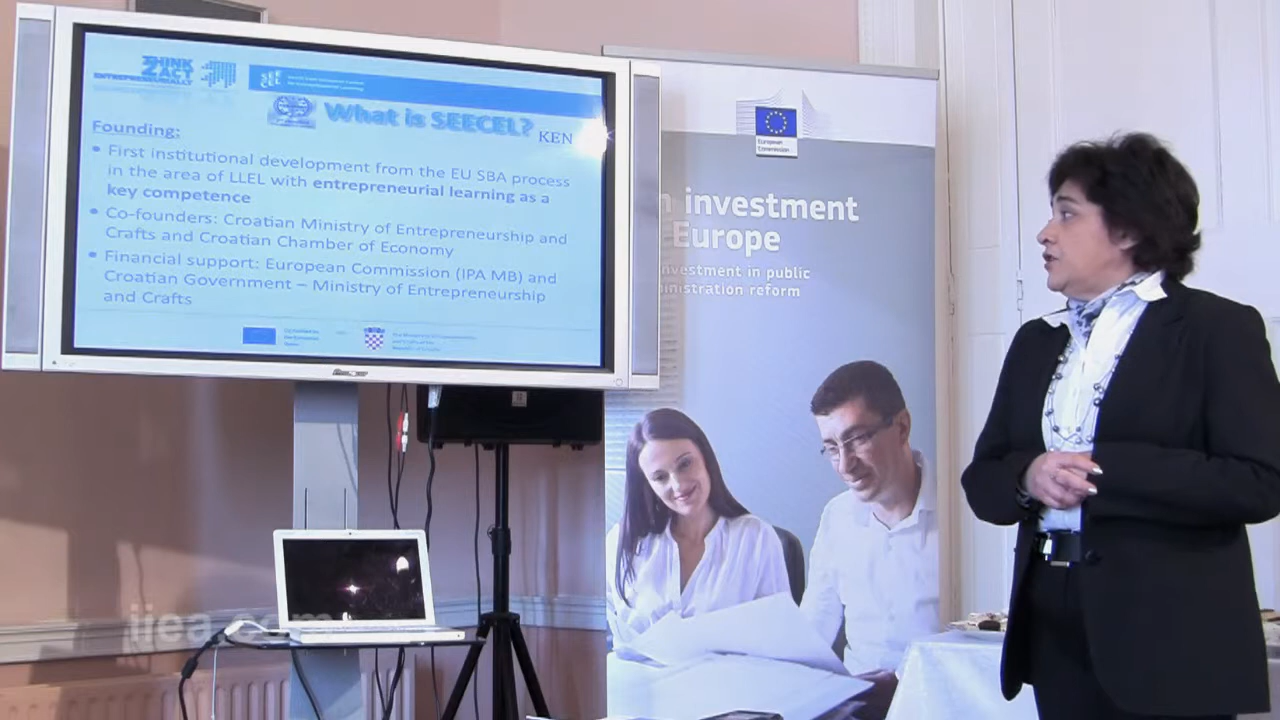 THINK
2 ACT
ENTREPRENEURIALLY
What is SEECEL?
KEN
Founding:
• First institutional development from the EU SBA process
in the area of LLEL with entrepreneurial learning as a
key competence
• Co-founders: Croatian Ministry of Entrepreneurship and
Crafts and Croatian Chamber of Economy
• Financial support: European Commission (IPA MB) and
Croatian Government – Ministry of Entrepreneurship
and Crafts
European
Commission
investment
Europe
investment in public
reform
iiea.com